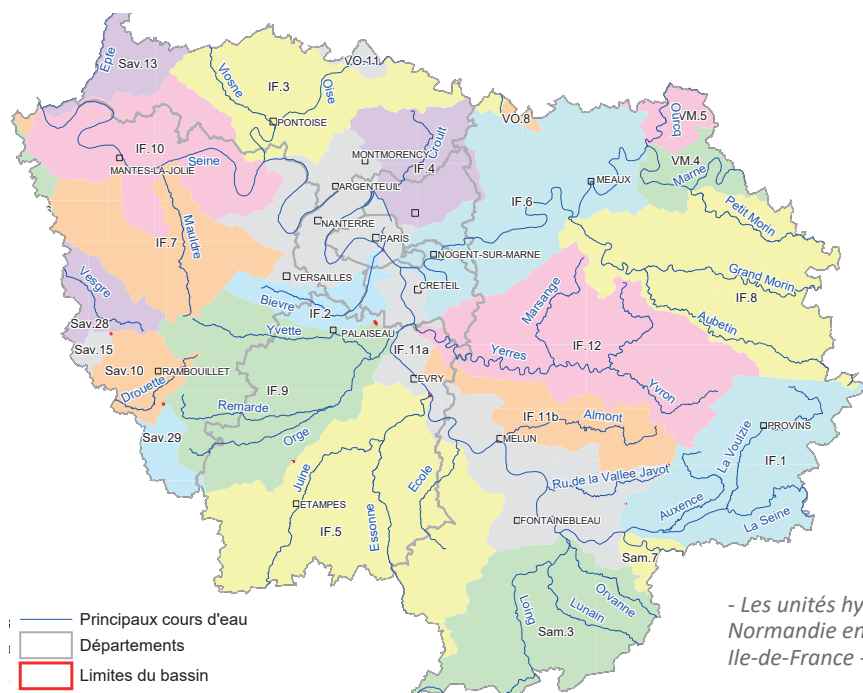 Epte
Sav.13
Viosne
IF.3
VO.11
Oise
PONTOISE
VO.8
Ourcq
VM.5
IF.10
MANTES-LA-JOLIE
Seine
MONTMORENCY
Croult
IF.4
ARGENTEUIL
VM.4
Marne
MEAUX
Petit Morin
NANTERRE
PARIS
IF.6
Mauldre
IF.7
NOGENT-SUR-MARNE
Grand Morin
VERSAILLES
CRETEIL
IF.8
Vesgre
Bievre
IF.2
Marsange
Aubetin
Sav.28
Yvette
PALAISEAU
IF.11a
IF.12
Sav.15
Yerres
Sav.10
RAMBOUILLET
EVRY
Yvron
Drouette
IF.9
Remarde
IF.11b
Almont
Sav.29
Orge
MELUN
PROVINS
La Voulzie
IF.1
Juine
Ecole
Ru de la Vallee Javot
ETAMPES
Auxence
La Seine
IF.5
Essonne
FONTAINEBLEAU
Sam.7
Loing
Orvanne
Lunain
Sam.3
Principaux cours d'eau
Départements
Limites du bassin
- Les unités hy
Normandie en
Ile-de-France -